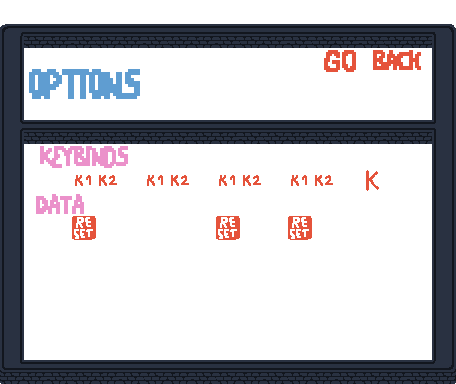 GO BACK
OPTIONS
KEYBINDS
K1 K2 K1 K2 K1 K2 K1 K2 K
DATA
RE RE RE
SET SET SET